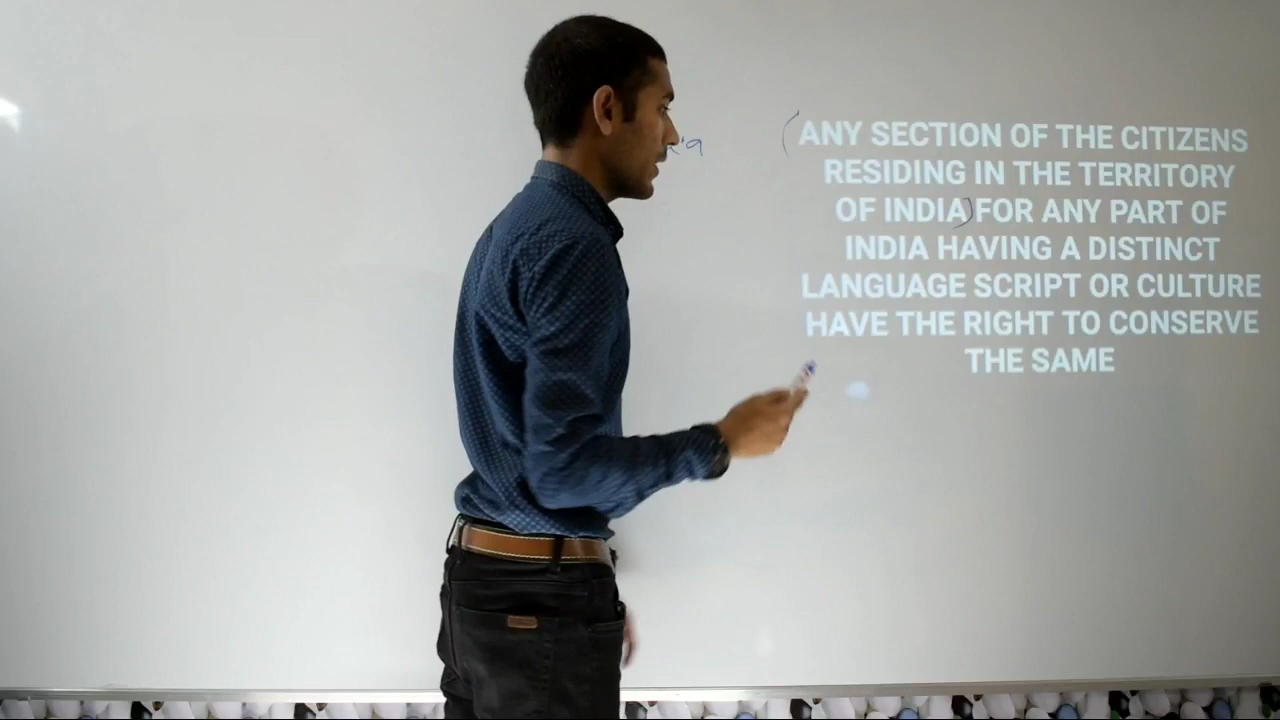 (ANY SECTION OF THE CITIZENS
RESIDING IN THE TERRITORY
OF INDIA) FOR ANY PART OF
INDIA HAVING A DISTINCT
LANGUAGE SCRIPT OR CULTURE
HAVE THE RIGHT TO CONSERVE
THE SAME